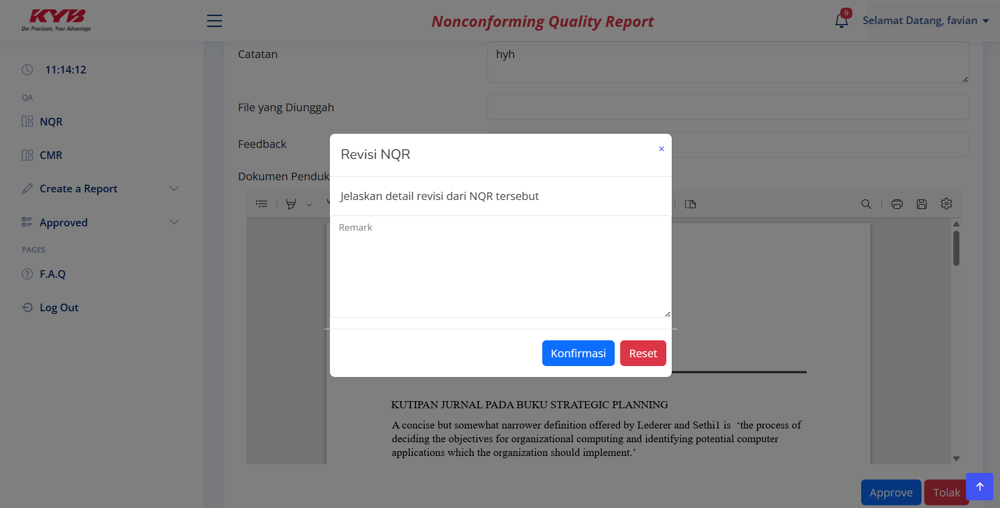 KYB
Our Precision, Your Advantage
Nonconforming Quality Report
9
Selamat Datang, favian
11:14:12
QA
NQR
CMR
Create a Report
Approved
PAGES
F.A.Q
Log Out
Catatan
hyh
File yang Diunggah
Feedback
Dokumen Penduk
Revisi NQR
×
Jelaskan detail revisi dari NQR tersebut
Remark
Konfirmasi
Reset
KUTIPAN JURNAL PADA BUKU STRATEGIC PLANNING
A concise but somewhat narrower definition offered by Lederer and Sethi1 is ‘the process of
deciding the objectives for organizational computing and identifying potential computer
applications which the organization should implement.’
Approve
Tolak